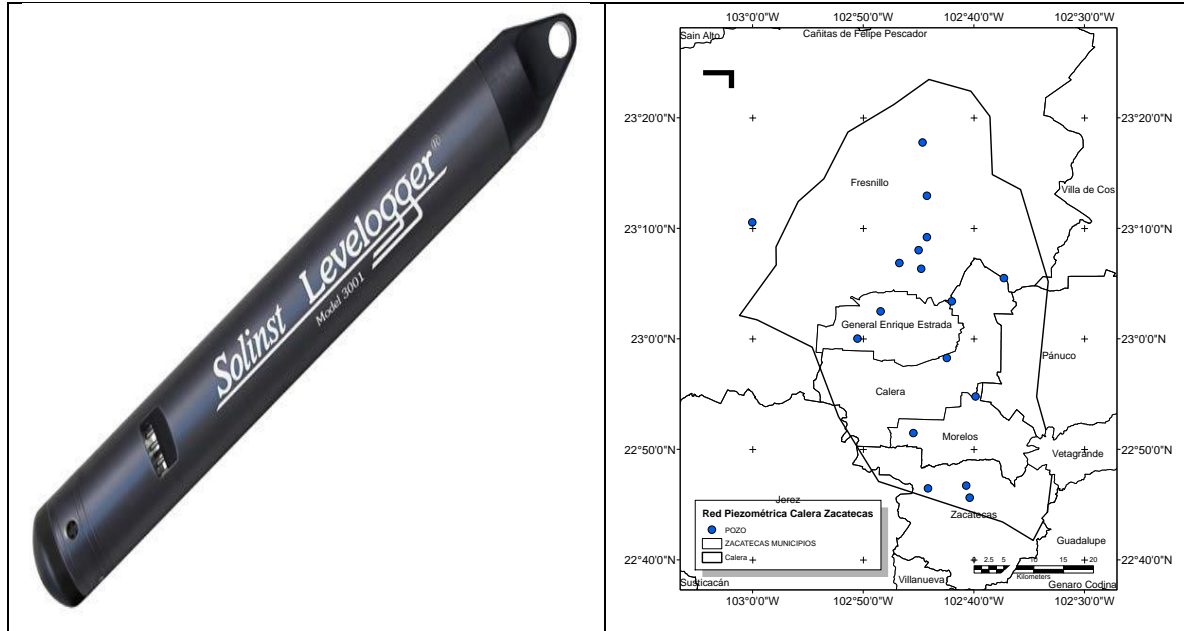 Solinst Levelogger®
Model 3001
103°0'0"W 102°50'0"W 102°40'0"W 102°30'0"W
Sain Alto
Cañitas de Felipe Pescador
23°20'0"N 23°20'0"N
Fresnillo
Villa de Cos
23°10'0"N 23°10'0"N
General Enrique Estrada
23°0'0"N 23°0'0"N
Pánuco
Calera
Morelos
22°50'0"N 22°50'0"N
Vetagrande
Jerez
Zacatecas
Red Piezométrica Calera Zacatecas
POZO
ZACATECAS MUNICIPIOS
Calera
Guadalupe
22°40'0"N 22°40'0"N
0 2.5 5 10 15 20
Kilometers
Susticacán
Villanueva
Genaro Codina
103°0'0"W 102°50'0"W 102°40'0"W 102°30'0"W